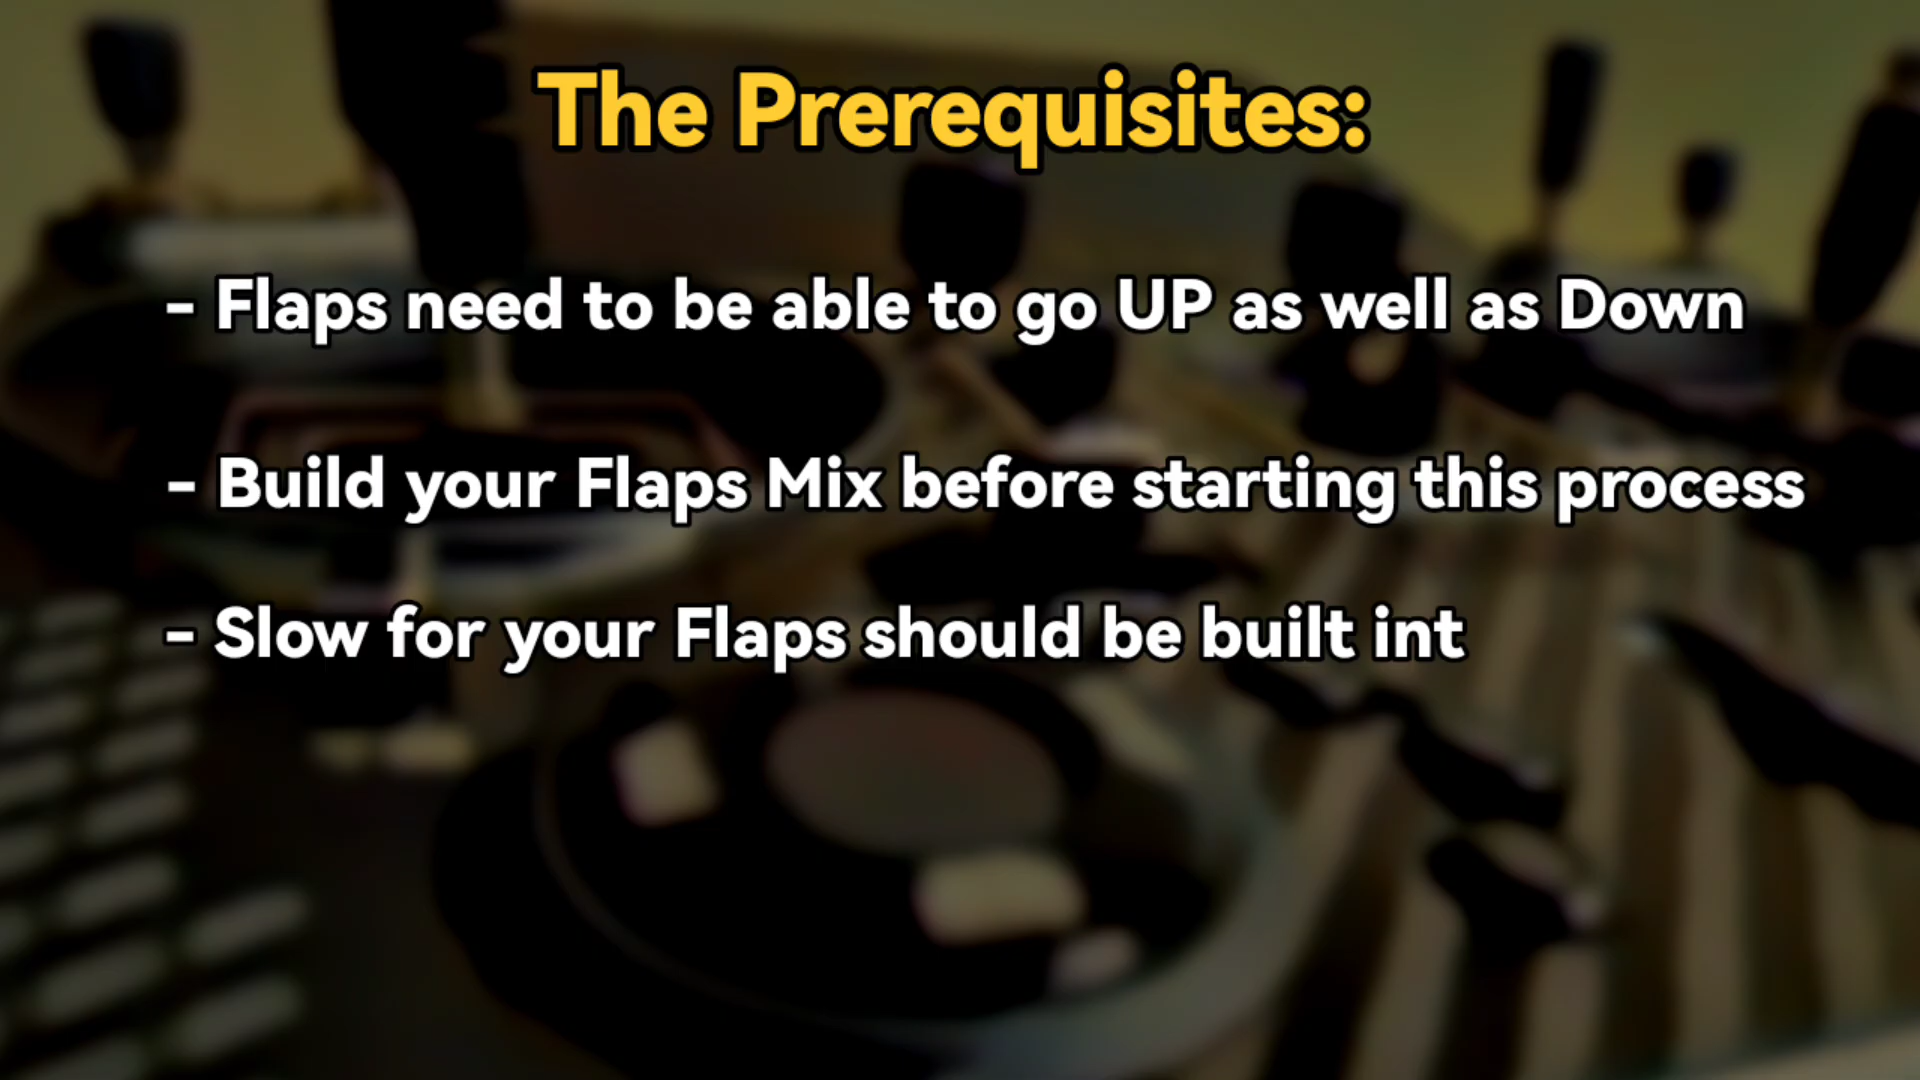 The Prerequisites:
- Flaps need to be able to go UP as well as Down
- Build your Flaps Mix before starting this process
- Slow for your Flaps should be built int